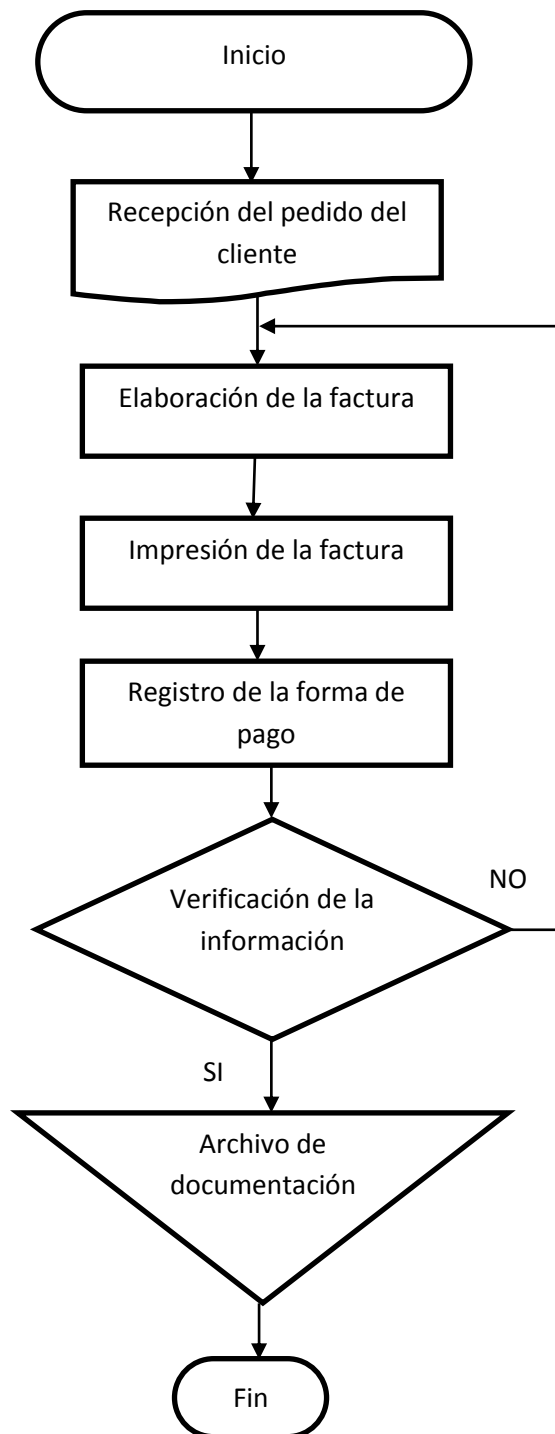 Inicio
Recepción del pedido del
cliente
Elaboración de la factura
Impresión de la factura
Registro de la forma de
pago
Verificación de la
información
NO
SI
Archivo de
documentación
Fin